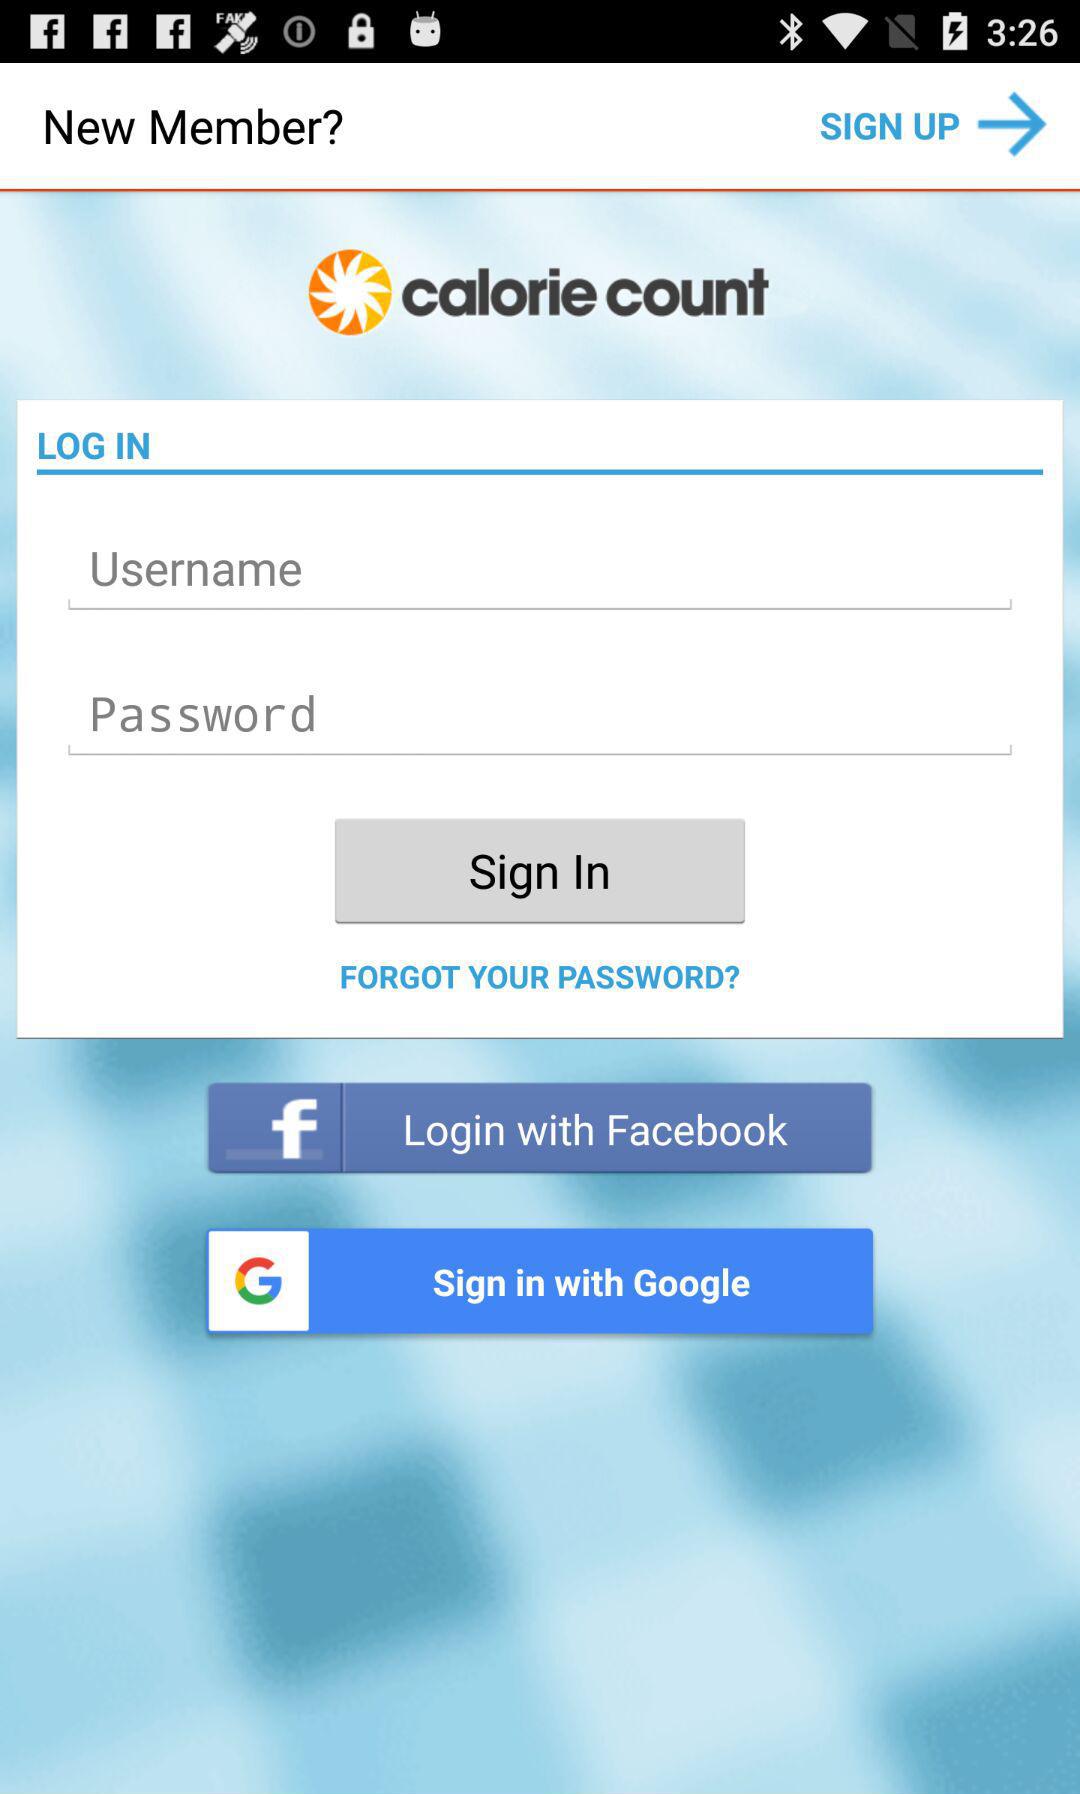 FAKE
3:26
New Member?
SIGN UP
calorie count
LOG IN
Username
Password
Sign In
FORGOT YOUR PASSWORD?
f Login with Facebook
G Sign in with Google